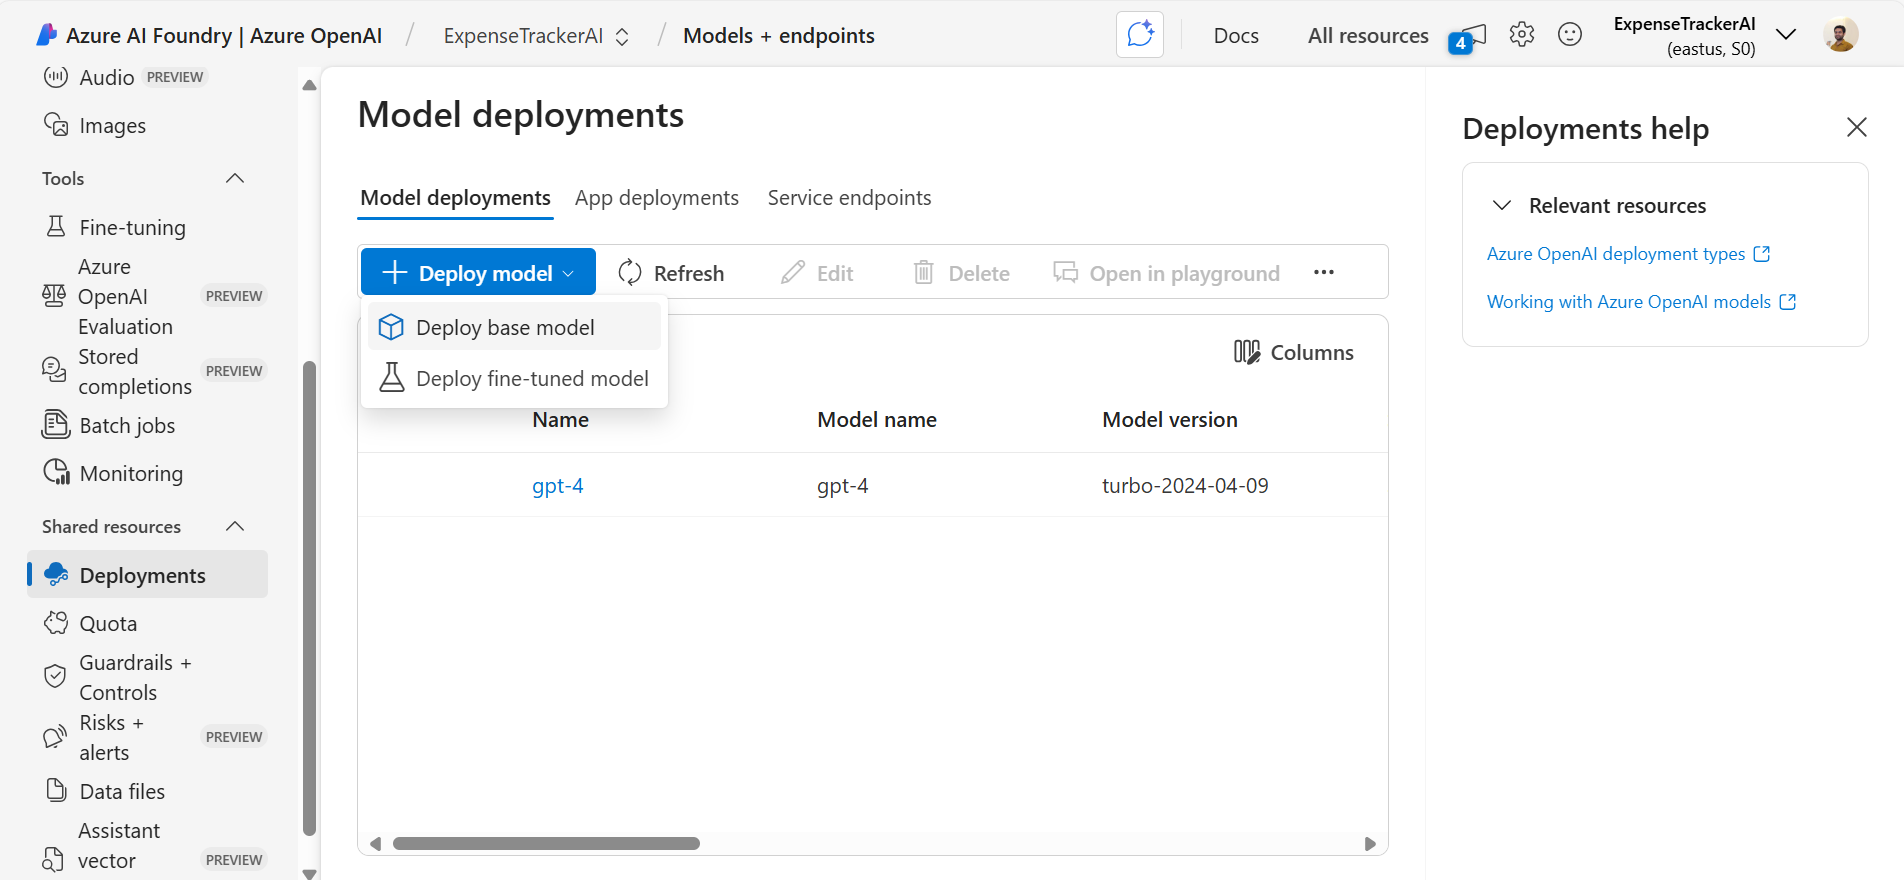 Azure AI Foundry | Azure OpenAI / ExpenseTrackerAI / Models + endpoints
Docs
All resources
4
ExpenseTrackerAI
(eastus, S0)
Audio PREVIEW
Images
Tools
Fine-tuning
Azure
OpenAI PREVIEW
Evaluation
Stored
completions PREVIEW
Batch jobs
Monitoring
Shared resources
Deployments
Quota
Guardrails +
Controls
Risks +
alerts PREVIEW
Data files
Assistant
vector PREVIEW
Model deployments
Model deployments App deployments Service endpoints
Deploy model Refresh Edit Delete Open in playground ...
Deploy base model
Deploy fine-tuned model
Columns
Name Model name Model version
gpt-4 gpt-4 turbo-2024-04-09
Deployments help
Relevant resources
Azure OpenAI deployment types
Working with Azure OpenAI models